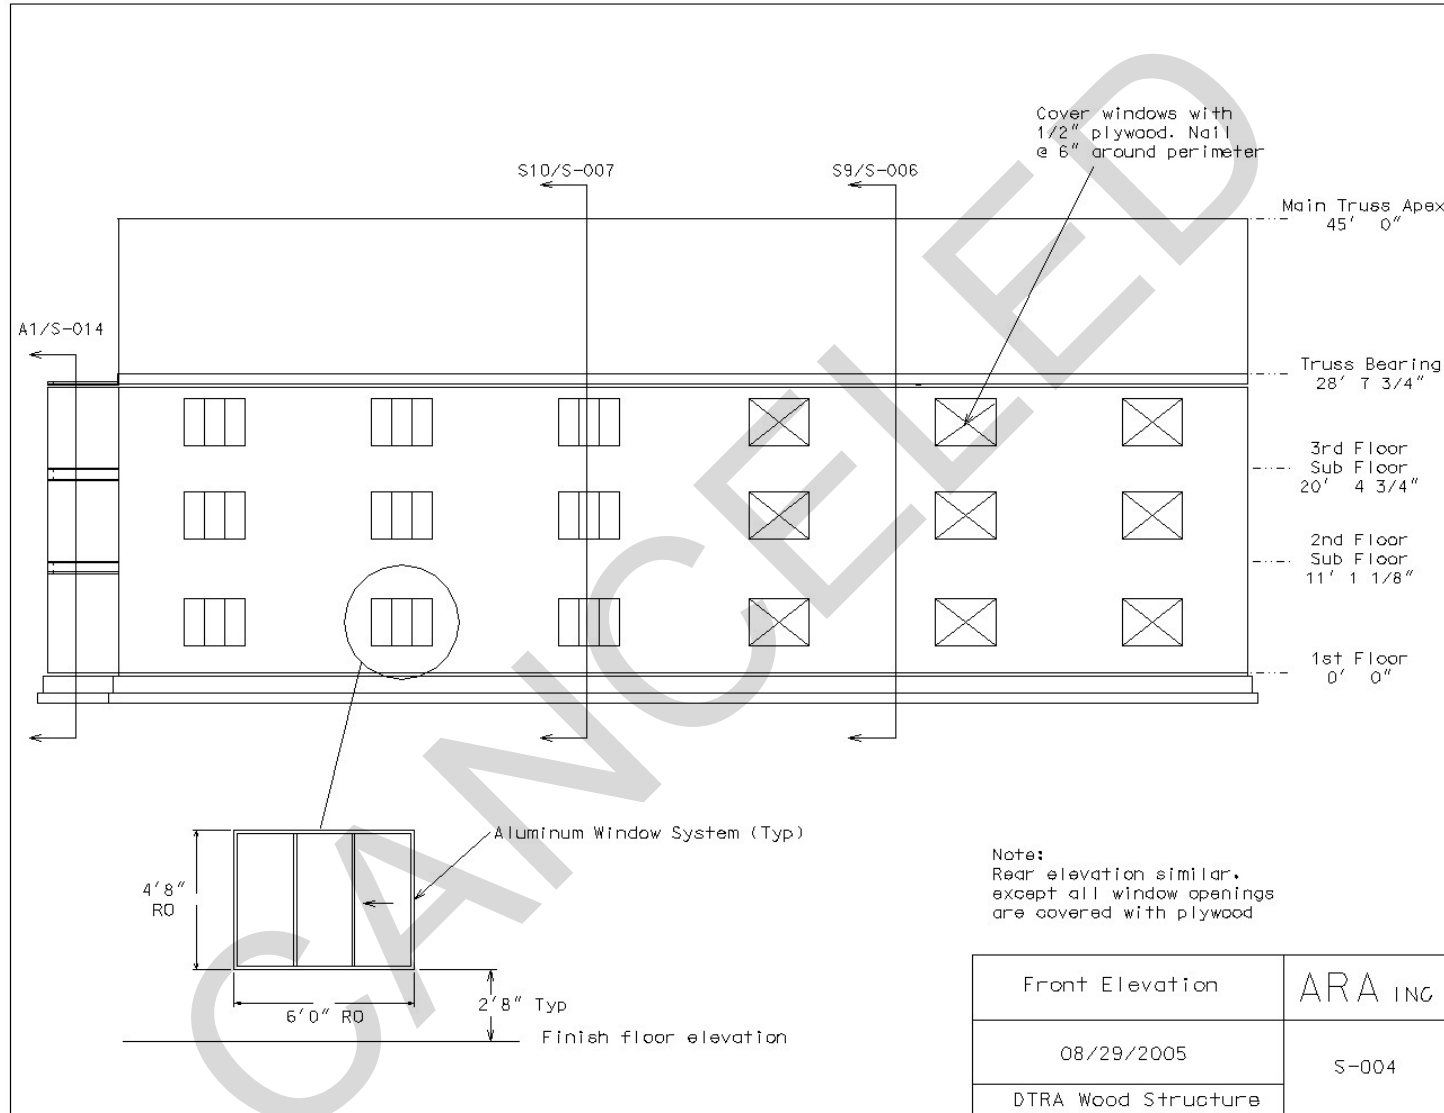 Cover windows with
1/2" plywood. Nail
@ 6" around perimeter
S10/S-007
S9/S-006
Main Truss Apex
45' 0"
A1/S-014
Truss Bearing
28' 7 3/4"
3rd Floor
Sub Floor
20' 4 3/4"
2nd Floor
Sub Floor
11' 1 1/8"
1st Floor
0' 0"
CANCELED
Aluminum Window System (Typ)
4'8"
RO
6'0" RO
2'8" Typ
Finish floor elevation
Note:
Rear elevation similar.
except all window openings
are covered with plywood
Front Elevation
ARA INC
08/29/2005
S-004
DTRA Wood Structure